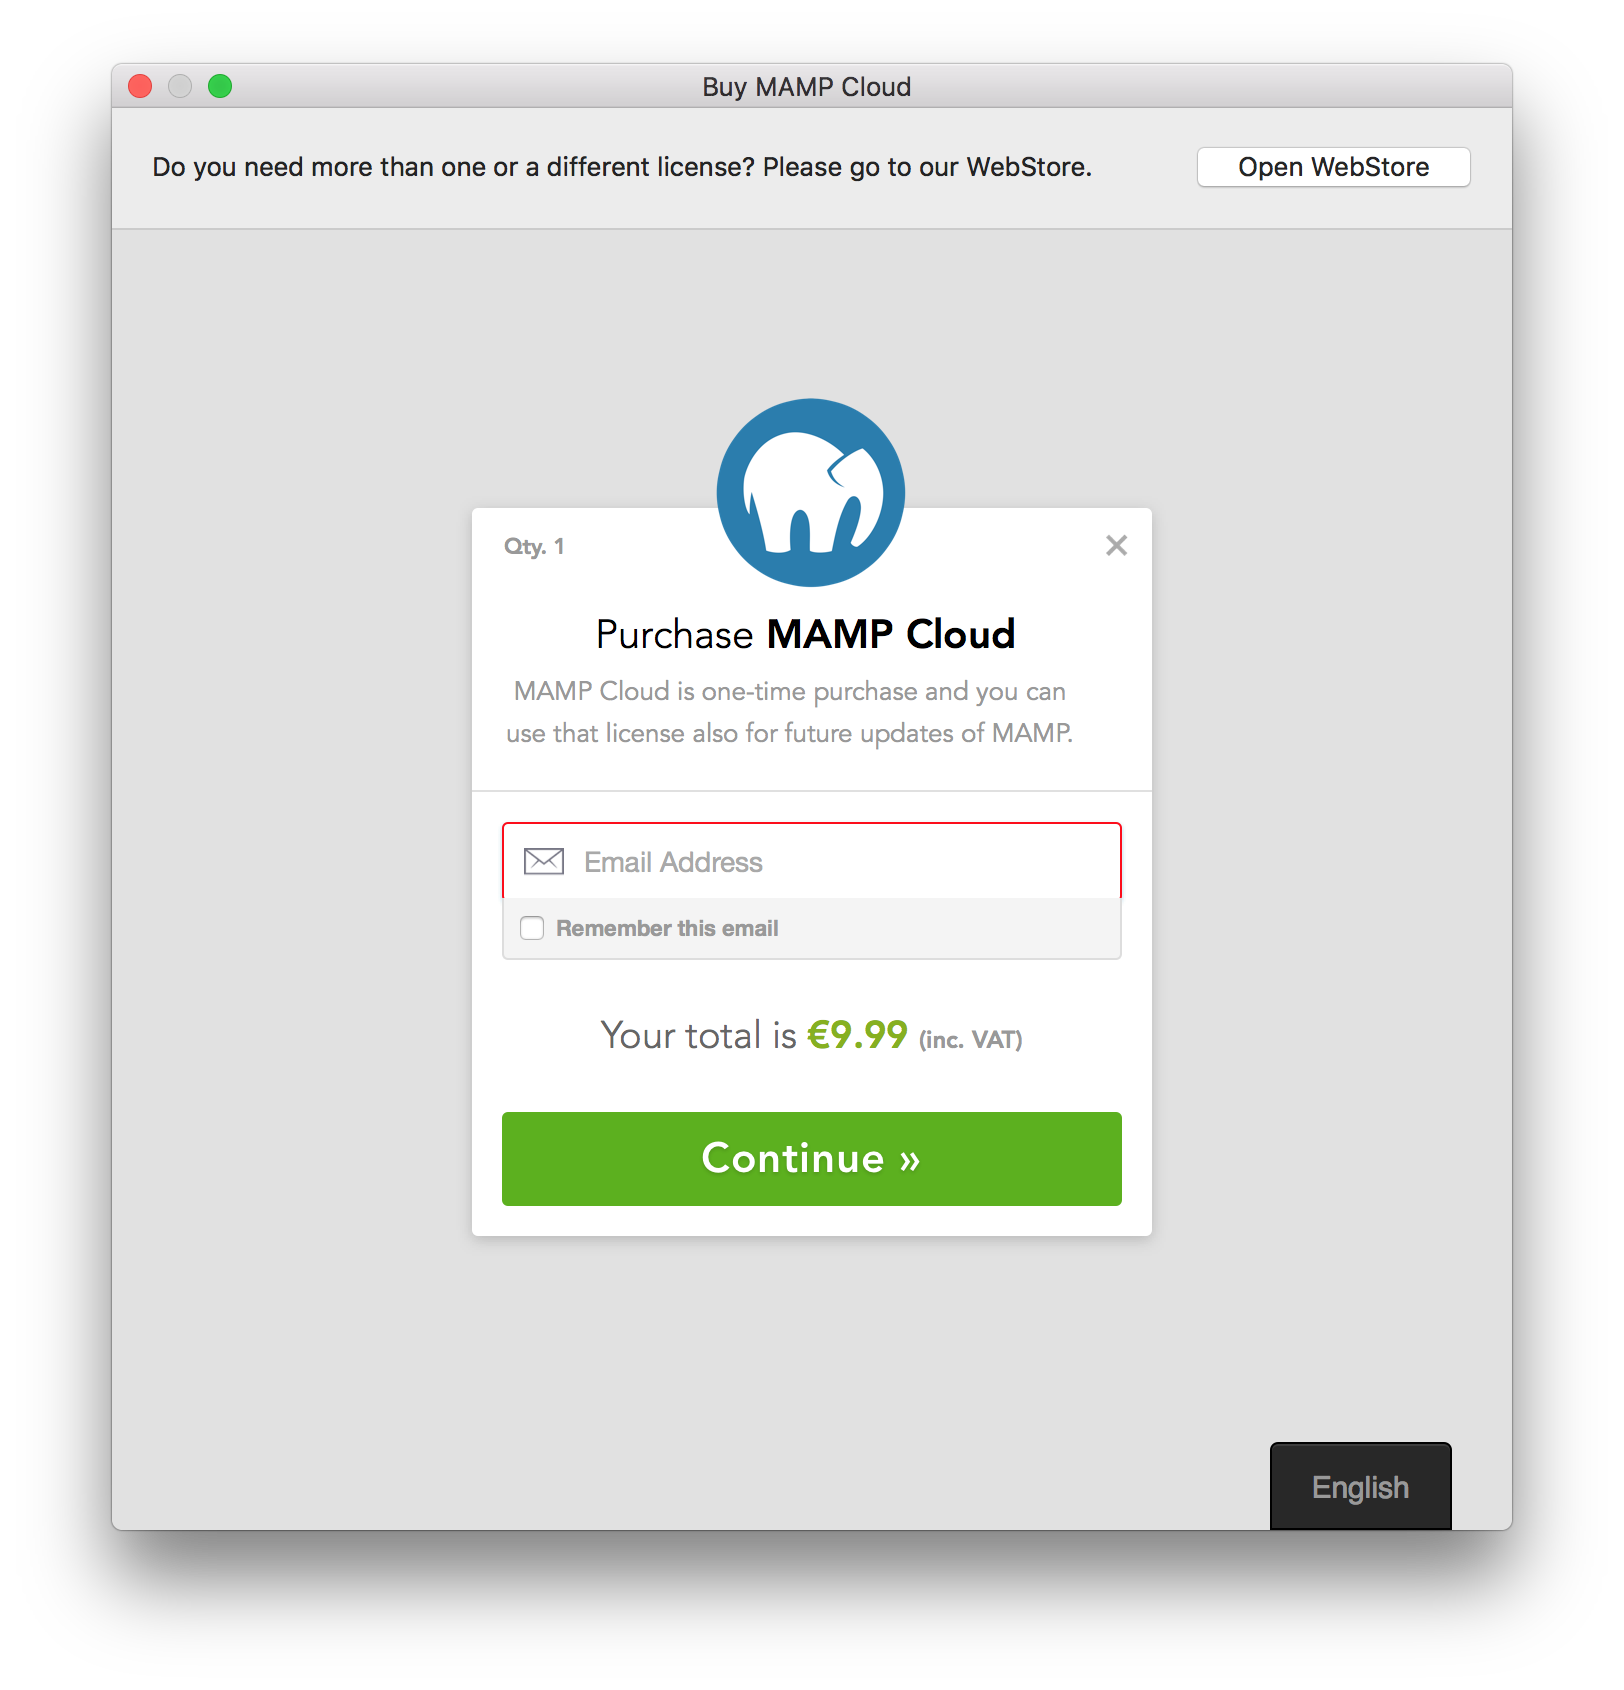 Buy MAMP Cloud
Do you need more than one or a different license? Please go to our WebStore.
Open WebStore
Qty. 1
Purchase MAMP Cloud
MAMP Cloud is one-time purchase and you can
use that license also for future updates of MAMP.
Email Address
Remember this email
Your total is €9.99 (inc. VAT)
Continue »
English